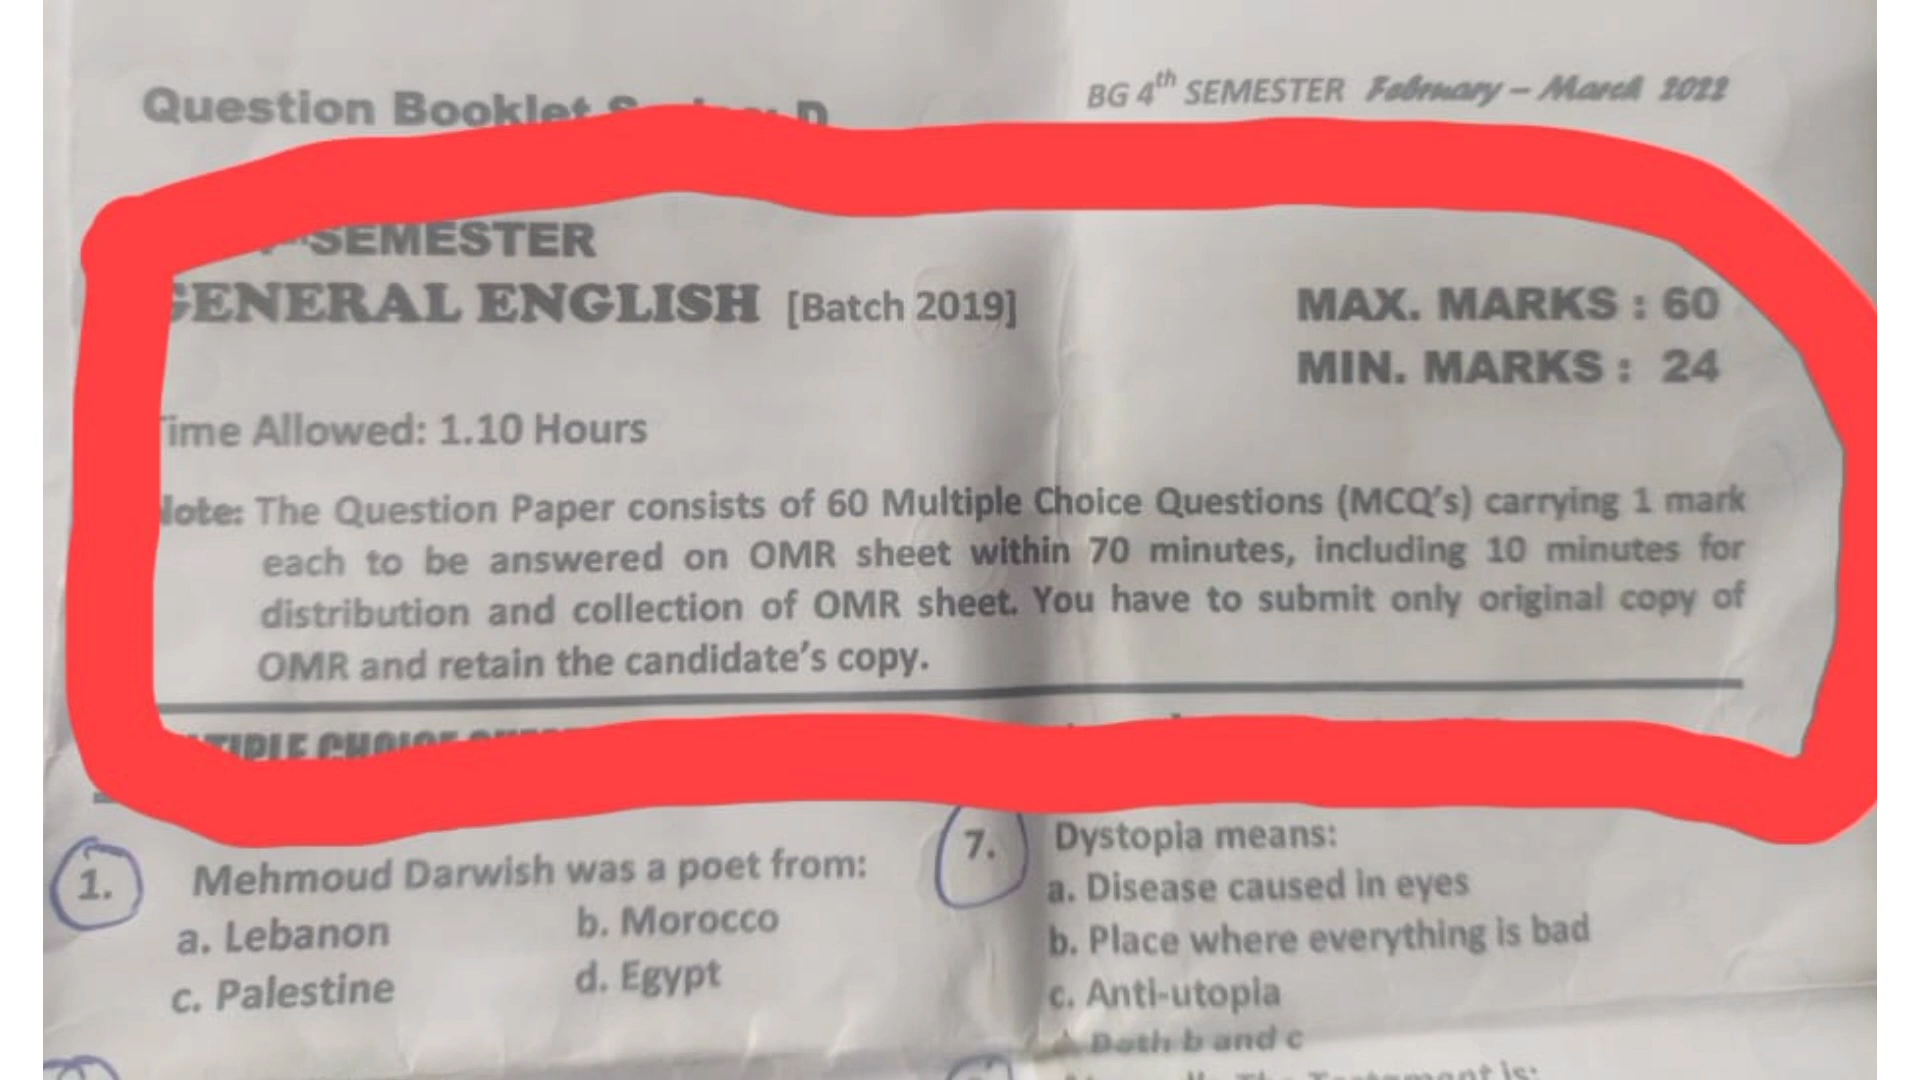 Question Booklet
BG 4th SEMESTER February – March 2022
SEMESTER
GENERAL ENGLISH [Batch 2019]
MAX. MARKS : 60
MIN. MARKS : 24
Time Allowed: 1.10 Hours
Note: The Question Paper consists of 60 Multiple Choice Questions (MCQ's) carrying 1 mark
each to be answered on OMR sheet within 70 minutes, including 10 minutes for
distribution and collection of OMR sheet. You have to submit only original copy of
OMR and retain the candidate's copy.
1. Mehmoud Darwish was a poet from:
a. Lebanon b. Morocco
c. Palestine d. Egypt
7. Dystopia means:
a. Disease caused in eyes
b. Place where everything is bad
c. Anti-utopia
Both b and c